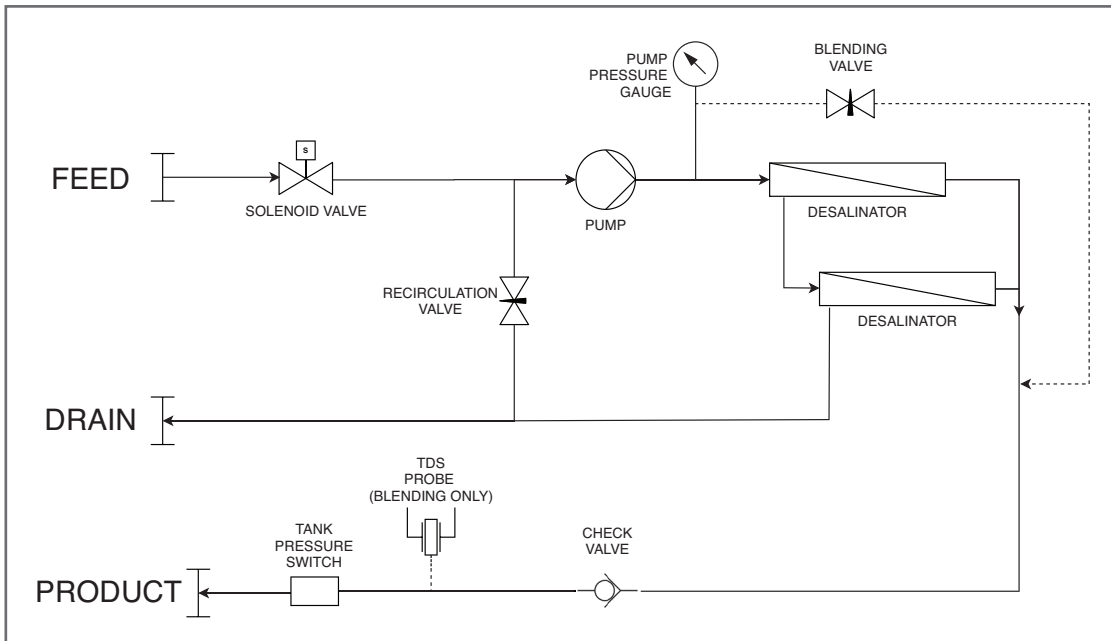 PUMP
PRESSURE
GAUGE
BLENDING
VALVE
FEED
S
SOLENOID VALVE
PUMP
DESALINATOR
RECIRCULATION
VALVE
DESALINATOR
DRAIN
TDS
PROBE
(BLENDING ONLY)
TANK
PRESSURE
SWITCH
CHECK
VALVE
PRODUCT